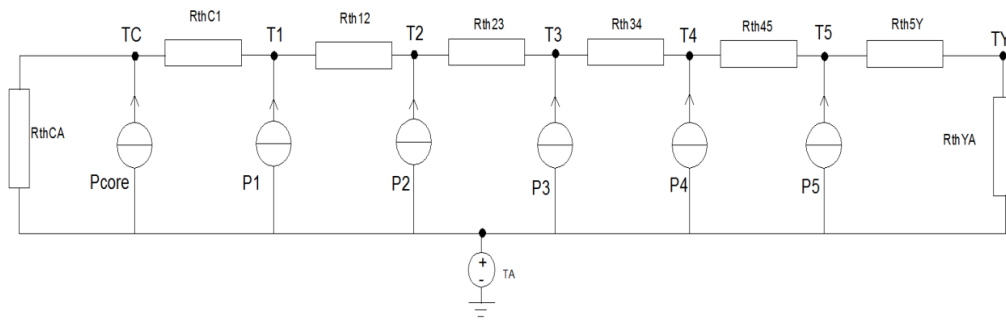 RthC1
Rth12
Rth23
Rth34
Rth45
Rth5Y
TC
T1
T2
T3
T4
T5
TY
RthCA
RthYA
Pcore
P1
P2
P3
P4
P5
+
-
TA